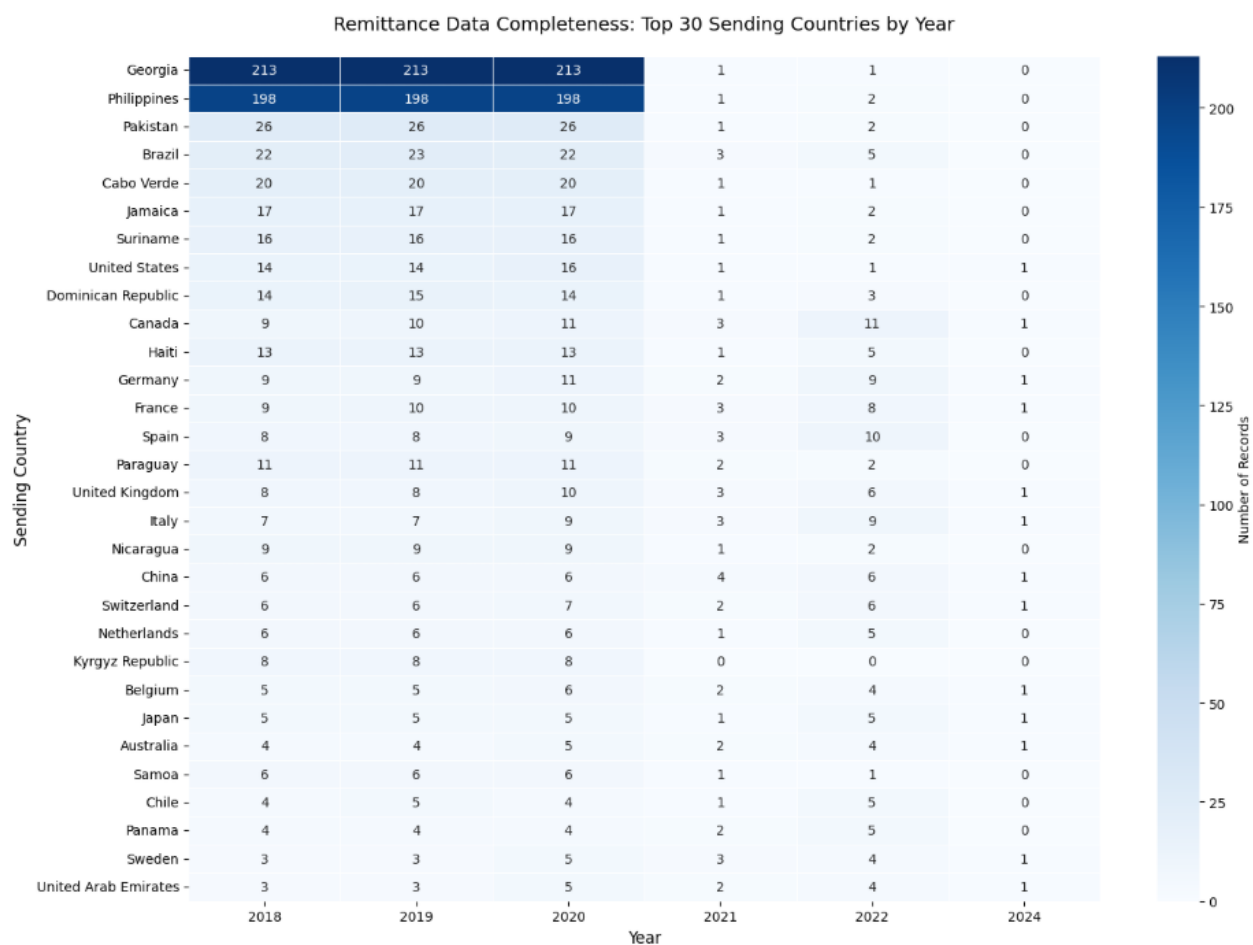 Remittance Data Completeness: Top 30 Sending Countries by Year
Georgia 213 213 213 1 1 0
Philippines 198 198 198 1 2 0
Pakistan 26 26 26 1 2 0
Brazil 22 23 22 3 5 0
Cabo Verde 20 20 20 1 1 0
Jamaica 17 17 17 1 2 0
Suriname 16 16 16 1 2 0
United States 14 14 16 1 1 1
Dominican Republic 14 15 14 1 3 0
Canada 9 10 11 3 11 1
Haiti 13 13 13 1 5 0
Germany 9 9 11 2 9 1
France 9 10 10 3 8 1
Spain 8 8 9 3 10 0
Paraguay 11 11 11 2 2 0
United Kingdom 8 8 10 3 6 1
Italy 7 7 9 3 9 1
Nicaragua 9 9 9 1 2 0
China 6 6 6 4 6 1
Switzerland 6 6 7 2 6 1
Netherlands 6 6 6 1 5 0
Kyrgyz Republic 8 8 8 0 0 0
Belgium 5 5 6 2 4 1
Japan 5 5 5 1 5 1
Australia 4 4 5 2 4 1
Samoa 6 6 6 1 1 0
Chile 4 5 4 1 5 0
Panama 4 4 4 2 5 0
Sweden 3 3 5 3 4 1
United Arab Emirates 3 3 5 2 4 1
2018 2019 2020 2021 2022 2024
Year
Sending Country
200
175
150
125
100
75
50
25
0
Number of Records